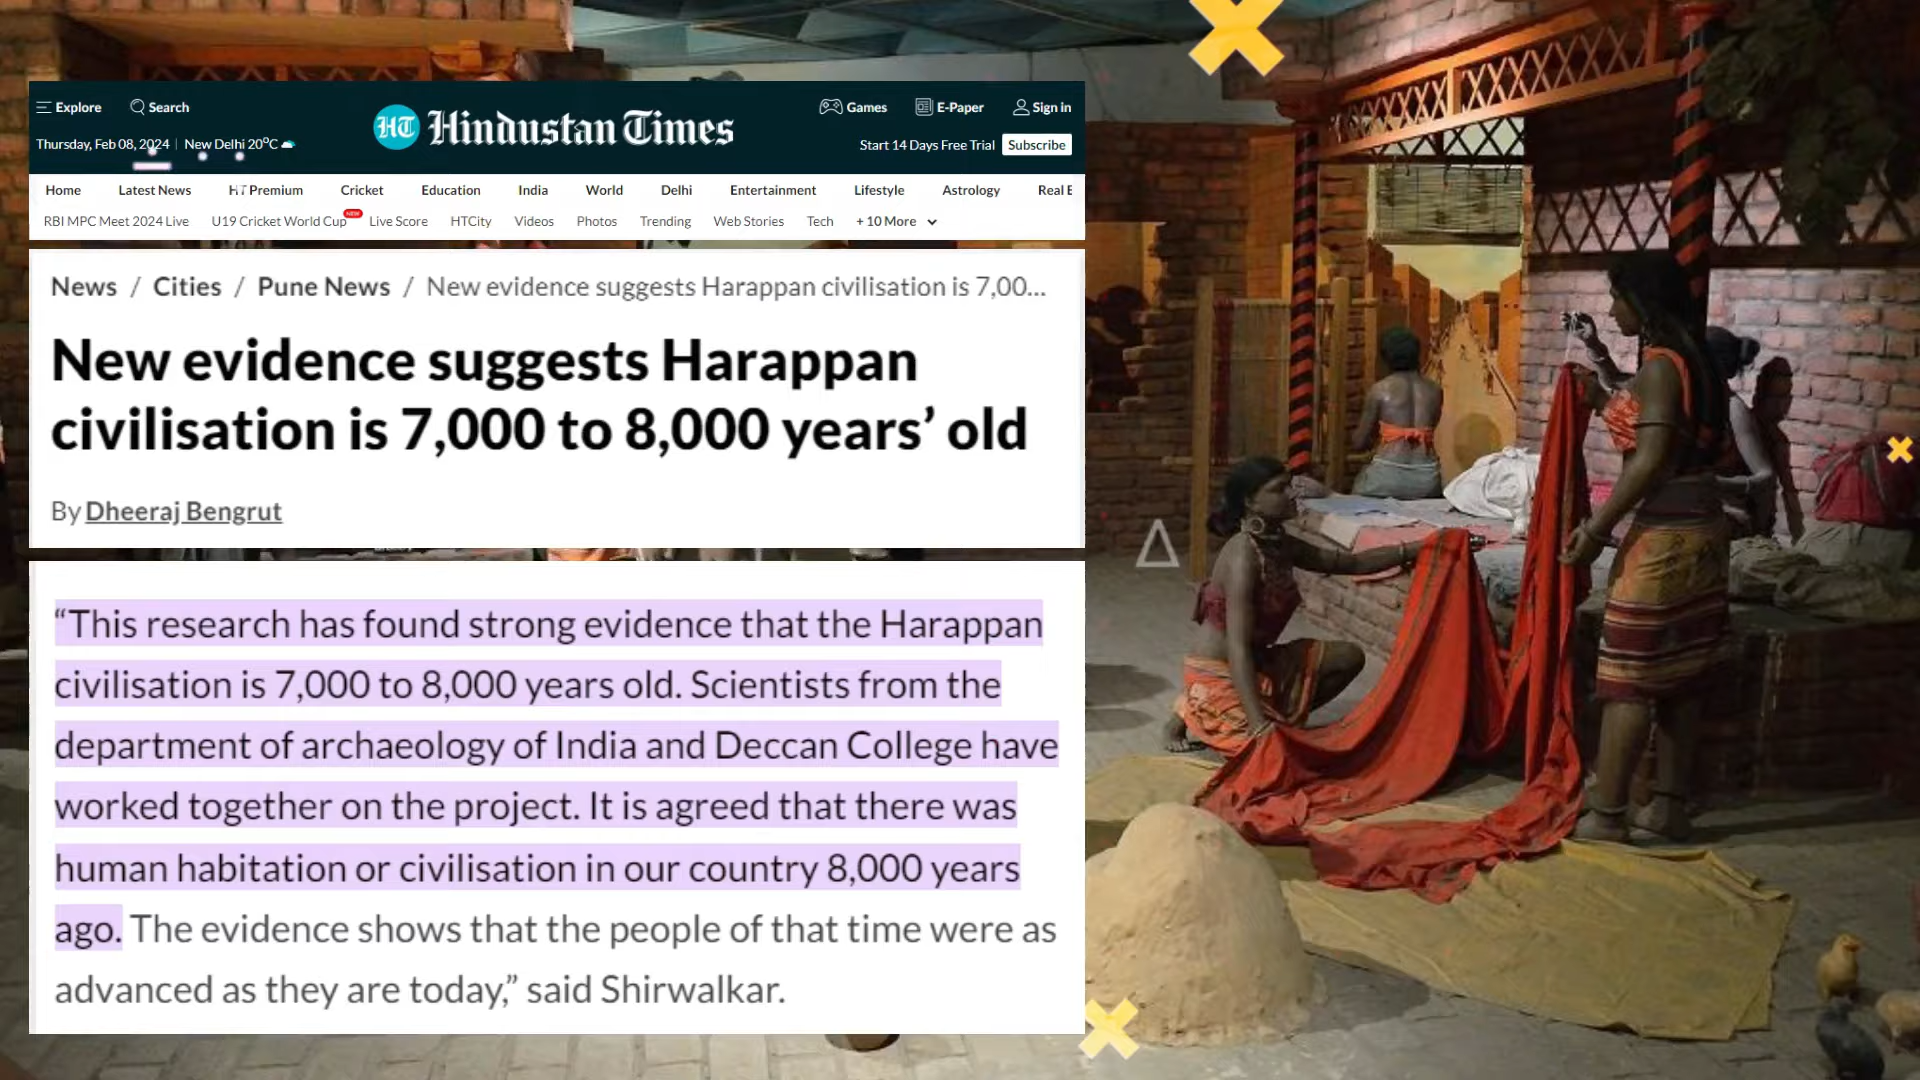 Explore Search
HT Hindustan Times
Games E-Paper Sign in
Thursday, Feb 08, 2024 | New Delhi 20°C
Start 14 Days Free Trial Subscribe
Home Latest News HT Premium Cricket Education India World Delhi Entertainment Lifestyle Astrology Real E
RBI MPC Meet 2024 Live U19 Cricket World Cup NEW Live Score HTCity Videos Photos Trending Web Stories Tech + 10 More
News / Cities / Pune News / New evidence suggests Harappan civilisation is 7,00...
New evidence suggests Harappan
civilisation is 7,000 to 8,000 years’ old
By Dheeraj Bengrut
“This research has found strong evidence that the Harappan
civilisation is 7,000 to 8,000 years old. Scientists from the
department of archaeology of India and Deccan College have
worked together on the project. It is agreed that there was
human habitation or civilisation in our country 8,000 years
ago. The evidence shows that the people of that time were as
advanced as they are today,” said Shirwalkar.